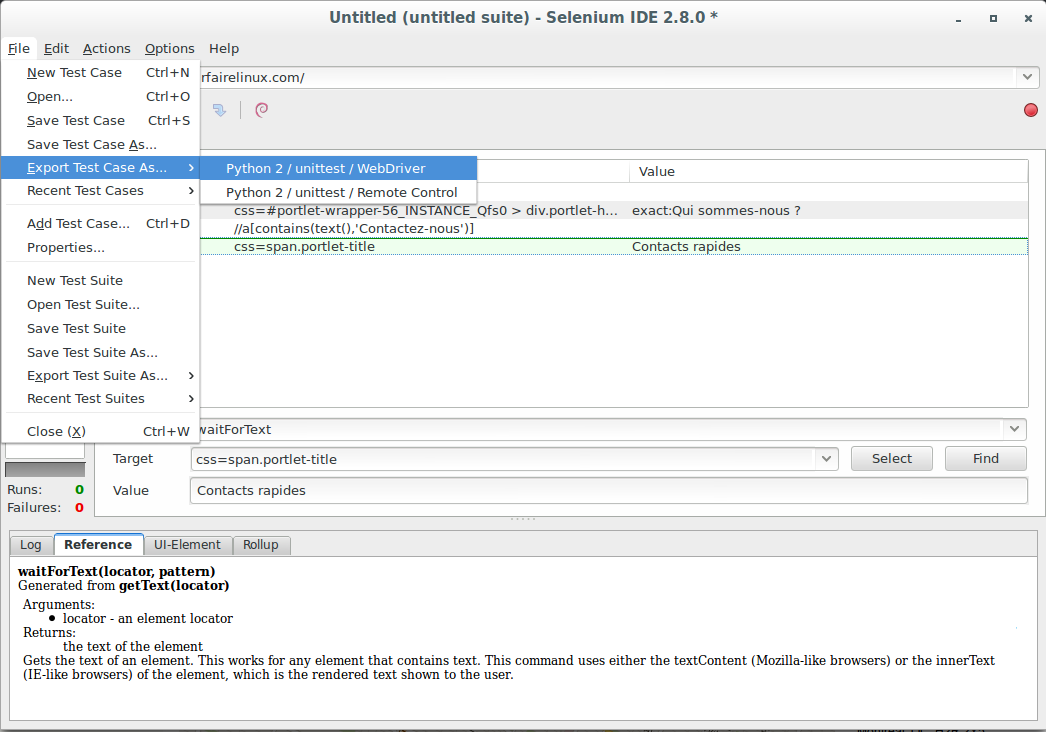 Untitled (untitled suite) - Selenium IDE 2.8.0 *
File Edit Actions Options Help
rfairelinux.com/
New Test Case Ctrl+N
Open... Ctrl+O
Save Test Case Ctrl+S
Save Test Case As...
Export Test Case As...
Recent Test Cases
Add Test Case... Ctrl+D
Properties...
New Test Suite
Open Test Suite...
Save Test Suite
Save Test Suite As...
Export Test Suite As...
Recent Test Suites
Close (X) Ctrl+W
Python 2 / unittest / WebDriver
Python 2 / unittest / Remote Control
Value
css=#portlet-wrapper-56_INSTANCE_Qfs0 > div.portlet-h... exact:Qui sommes-nous ?
//a[contains(text(),'Contactez-nous')]
css=span.portlet-title Contacts rapides
waitForText
Target css=span.portlet-title Select Find
Value Contacts rapides
Runs: 0
Failures: 0
Log Reference UI-Element Rollup
waitForText(locator, pattern)
Generated from getText(locator)
Arguments:
• locator - an element locator
Returns:
the text of the element
Gets the text of an element. This works for any element that contains text. This command uses either the textContent (Mozilla-like browsers) or the innerText
(IE-like browsers) of the element, which is the rendered text shown to the user.